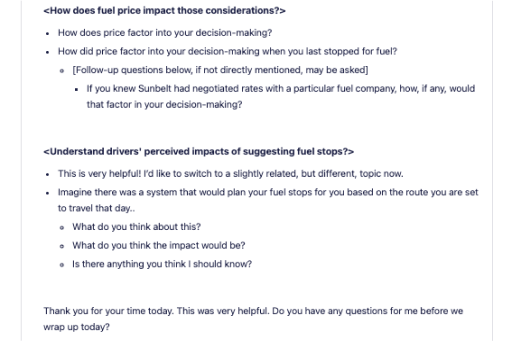 <How does fuel price impact those considerations?>
• How does price factor into your decision-making?
• How did price factor into your decision-making when you last stopped for fuel?
∘ [Follow-up questions below, if not directly mentioned, may be asked]
▪ If you knew Sunbelt had negotiated rates with a particular fuel company, how, if any, would
that factor in your decision-making?
<Understand drivers' perceived impacts of suggesting fuel stops?>
• This is very helpful! I'd like to switch to a slightly related, but different, topic now.
• Imagine there was a system that would plan your fuel stops for you based on the route you are set
to travel that day..
∘ What do you think about this?
∘ What do you think the impact would be?
∘ Is there anything you think I should know?
Thank you for your time today. This was very helpful. Do you have any questions for me before we
wrap up today?